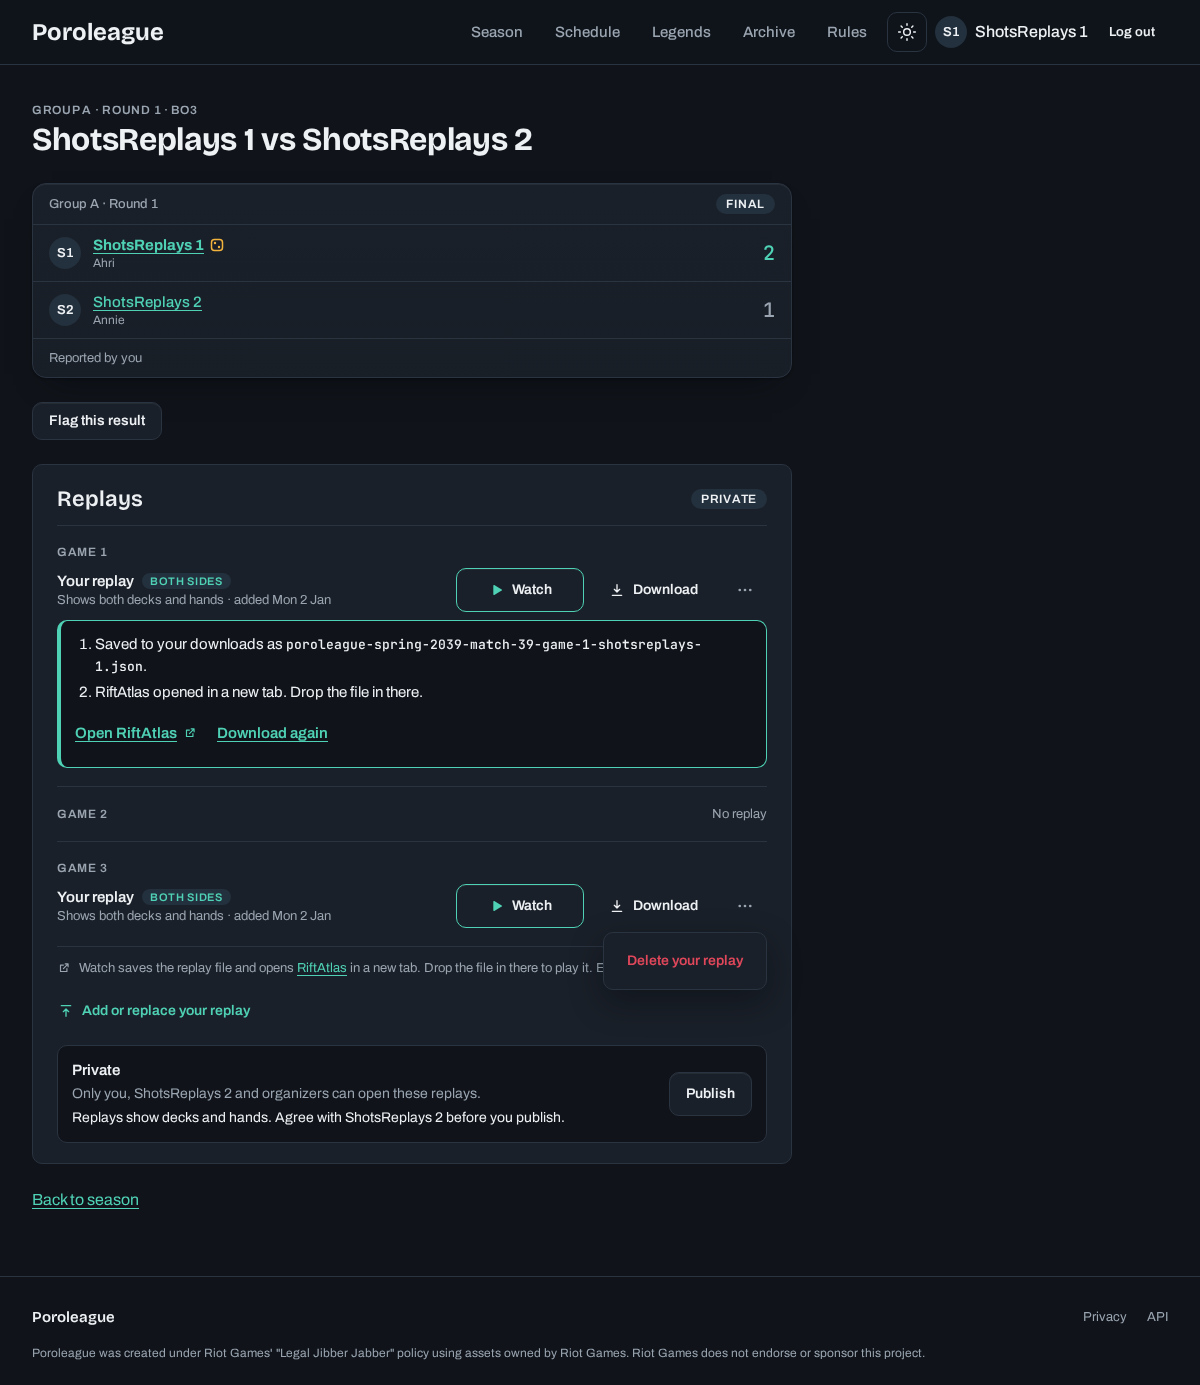 Poroleague
Season
Schedule
Legends
Archive
Rules
S1
ShotsReplays 1
Log out
GROUP A · ROUND 1 · BO3
ShotsReplays 1 vs ShotsReplays 2
Group A · Round 1
FINAL
S1
ShotsReplays 1
Ahri
2
S2
ShotsReplays 2
Annie
1
Reported by you
Flag this result
Replays
PRIVATE
GAME 1
Your replay
BOTH SIDES
Shows both decks and hands · added Mon 2 Jan
Watch
Download
1. Saved to your downloads as poroleague-spring-2039-match-39-game-1-shotsreplays-
1.json.
2. RiftAtlas opened in a new tab. Drop the file in there.
Open RiftAtlas
Download again
GAME 2
No replay
GAME 3
Your replay
BOTH SIDES
Shows both decks and hands · added Mon 2 Jan
Watch
Download
Delete your replay
Watch saves the replay file and opens RiftAtlas in a new tab. Drop the file in there to play it.
Add or replace your replay
Private
Only you, ShotsReplays 2 and organizers can open these replays.
Replays show decks and hands. Agree with ShotsReplays 2 before you publish.
Publish
Back to season
Poroleague
Privacy
API
Poroleague was created under Riot Games' "Legal Jibber Jabber" policy using assets owned by Riot Games. Riot Games does not endorse or sponsor this project.